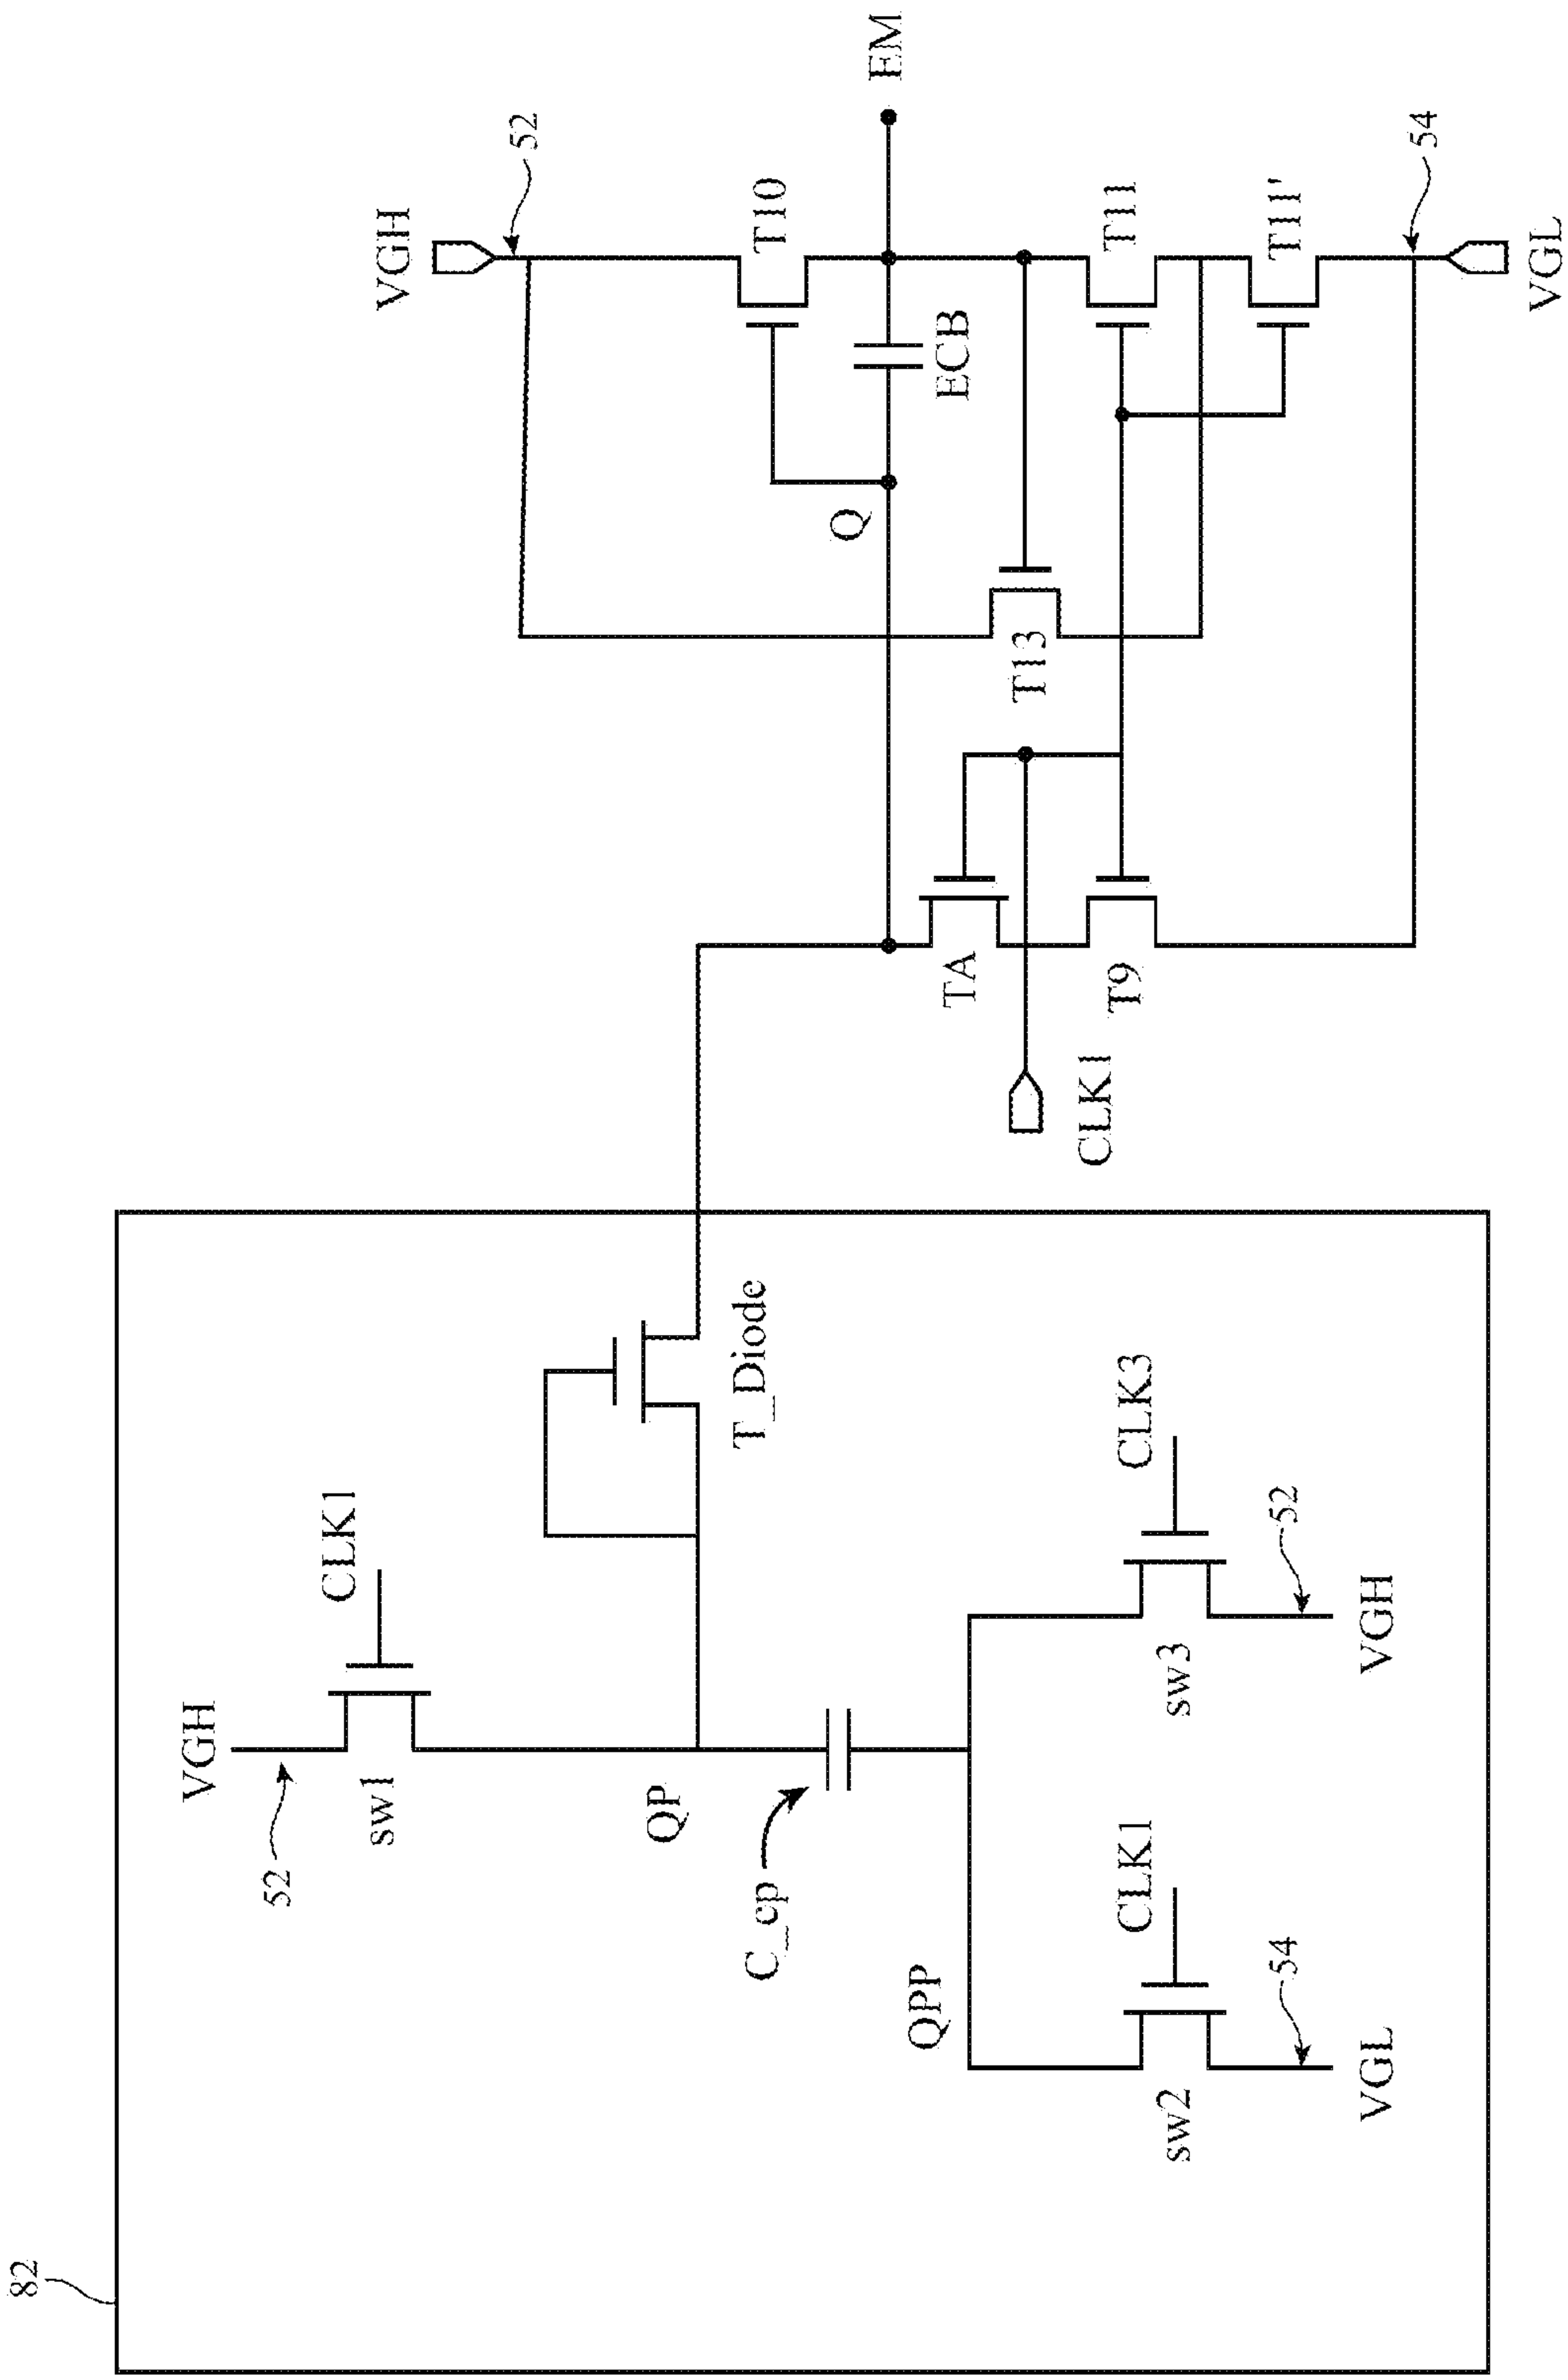 82
VGH
52
sw1
CLK1
QP
T_Diode
C_cp
QPP
CLK1
sw2
54
VGL
CLK3
sw3
52
VGH
VGH
52
T10
EM
ECB
Q
T13
T11
T11'
TA
T9
CLK1
54
VGL